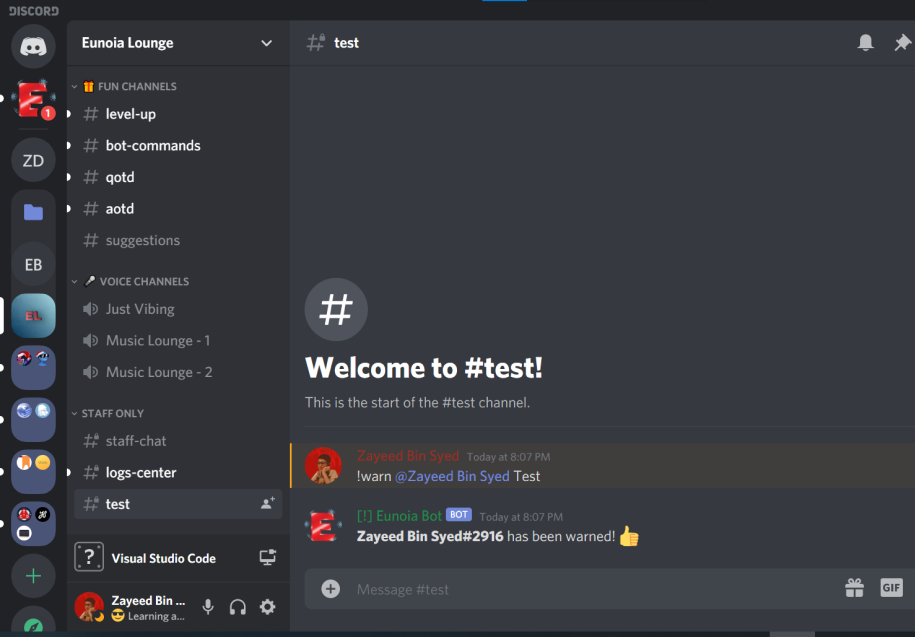 DISCORD
Eunoia Lounge
test
FUN CHANNELS
E
1
level-up
bot-commands
ZD
qotd
aotd
suggestions
EB
VOICE CHANNELS
EL
Just Vibing
Music Lounge - 1
Music Lounge - 2
STAFF ONLY
staff-chat
logs-center
test
Welcome to #test!
This is the start of the #test channel.
Zayeed Bin Syed Today at 8:07 PM
!warn @Zayeed Bin Syed Test
[!] Eunoia Bot BOT Today at 8:07 PM
Zayeed Bin Syed#2916 has been warned! 👍
Visual Studio Code
Zayeed Bin ...
😎 Learning a...
Message #test
GIF